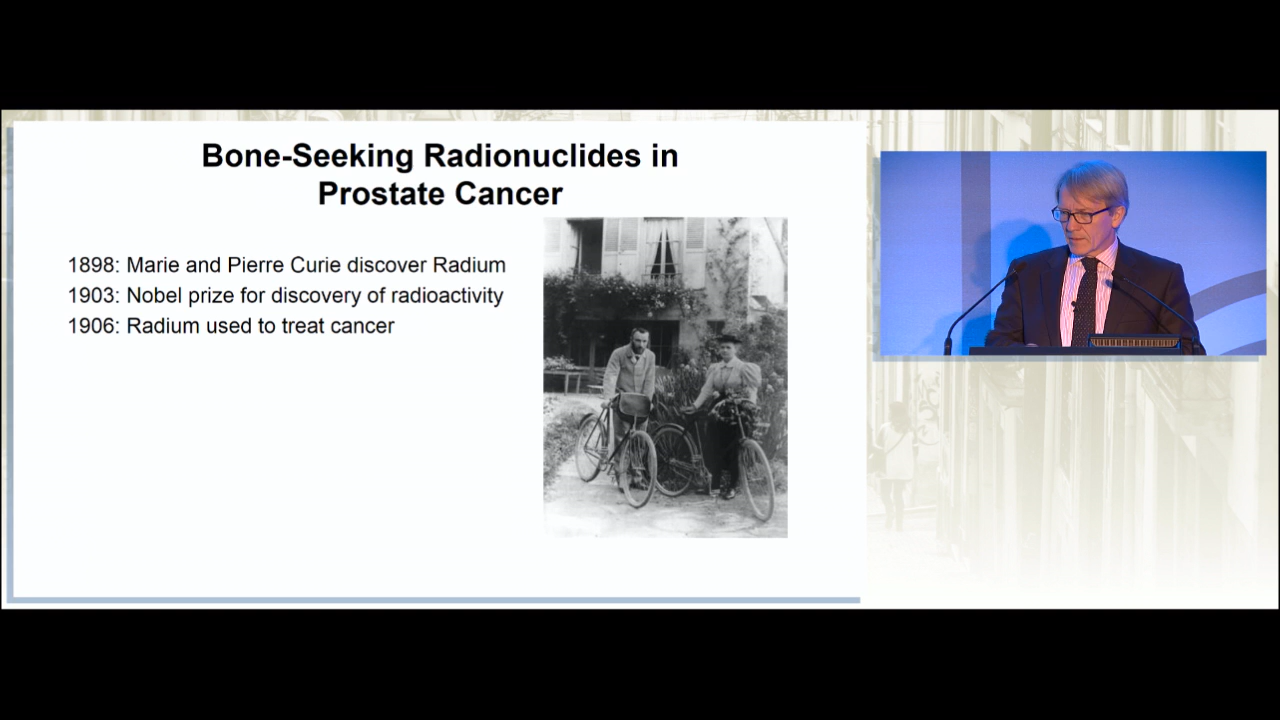 Bone-Seeking Radionuclides in
Prostate Cancer
1898: Marie and Pierre Curie discover Radium
1903: Nobel prize for discovery of radioactivity
1906: Radium used to treat cancer